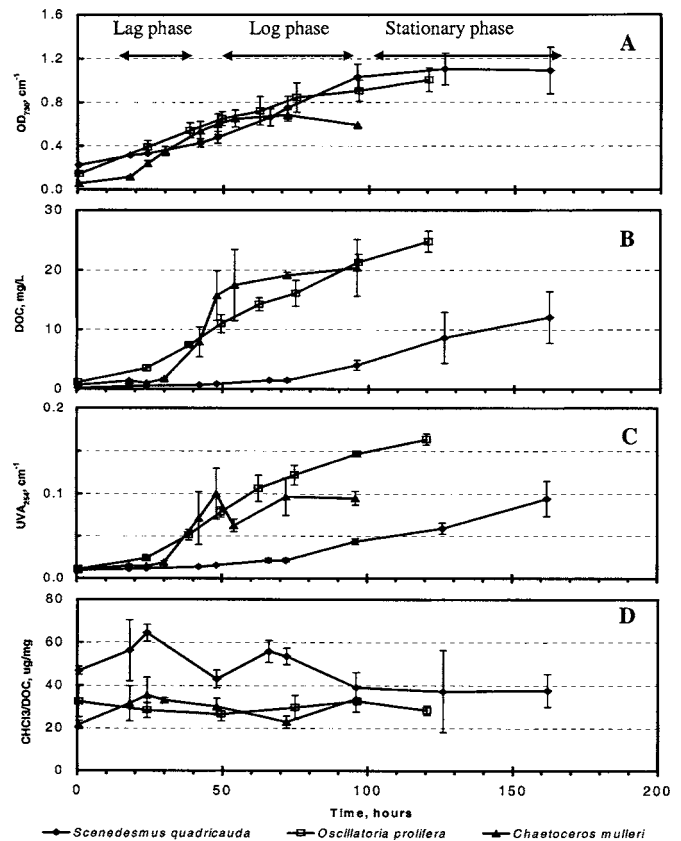 Lag phase Log phase Stationary phase
1.6
1.2
0.8
0.4
0.0
OD₇₅₀, cm⁻¹
A
30
20
10
0
DOC, mg/L
B
0.2
0.1
0.0
UVA₂₅₄, cm⁻¹
C
80
60
40
20
0
CHCl3/DOC, ug/mg
D
0 50 100 150 200
Time, hours
Scenedesmus quadricauda Oscillatoria prolifera Chaetoceros mulleri